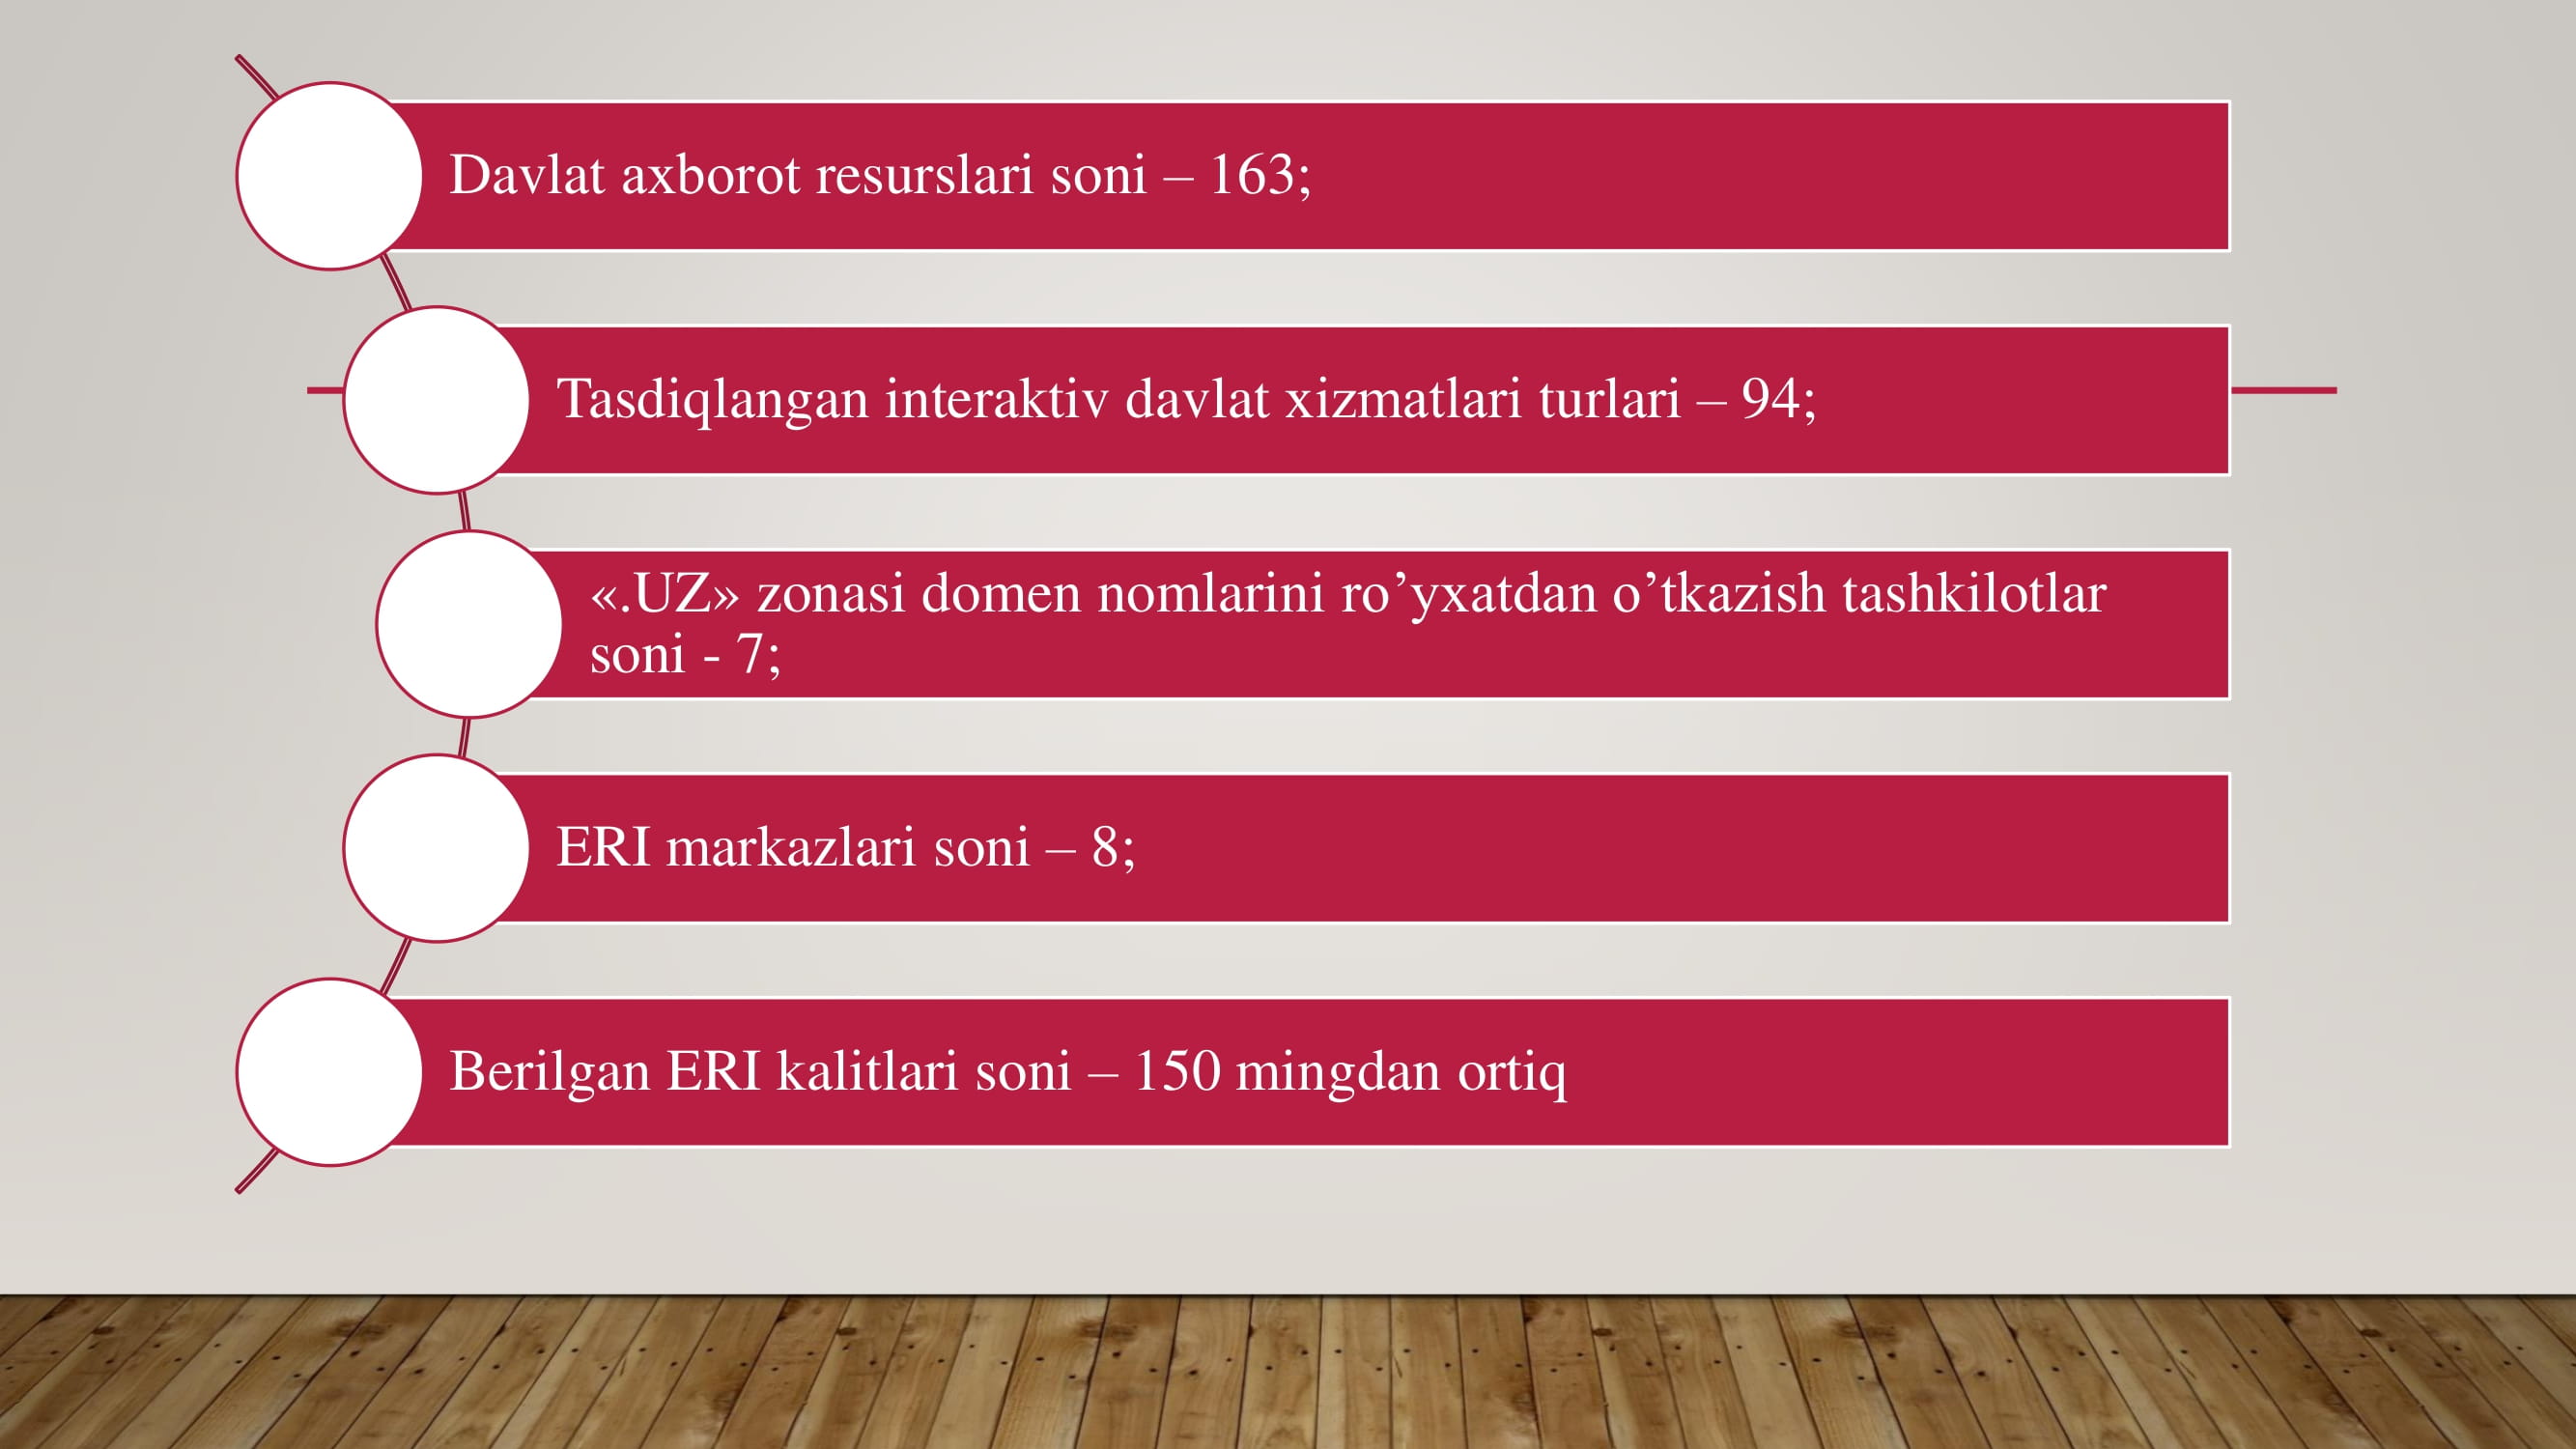 Davlat axborot resurslari soni – 163;
Tasdiqlangan interaktiv davlat xizmatlari turlari – 94;
«.UZ» zonasi domen nomlarini ro’yxatdan o’tkazish tashkilotlar
soni - 7;
ERI markazlari soni – 8;
Berilgan ERI kalitlari soni – 150 mingdan ortiq